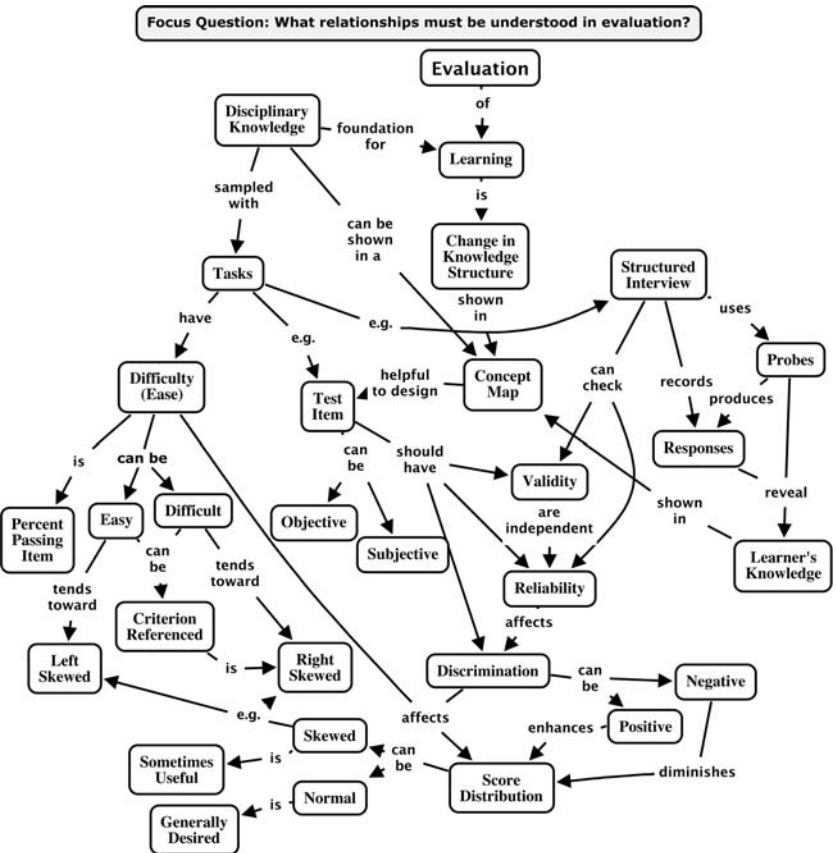 Focus Question: What relationships must be understood in evaluation?
Evaluation
of
Disciplinary
Knowledge
foundation
for
Learning
sampled
with
is
can be
shown
in a
Change in
Knowledge
Structure
Structured
Interview
Tasks
shown
in
uses
have
e.g.
e.g.
Probes
Difficulty
(Ease)
helpful
to design
Concept
Map
can
check
records
produces
Test
Item
Responses
is
can be
can
be
should
have
Validity
reveal
Percent
Passing
Item
Easy
Difficult
Objective
Subjective
are
independent
shown
in
Learner's
Knowledge
can
be
tends
toward
tends
toward
Reliability
Criterion
Referenced
affects
Left
Skewed
is
Right
Skewed
Discrimination
can
be
Negative
e.g.
affects
Positive
Skewed
enhances
Sometimes
Useful
is
can
be
Score
Distribution
diminishes
Normal
is
Generally
Desired